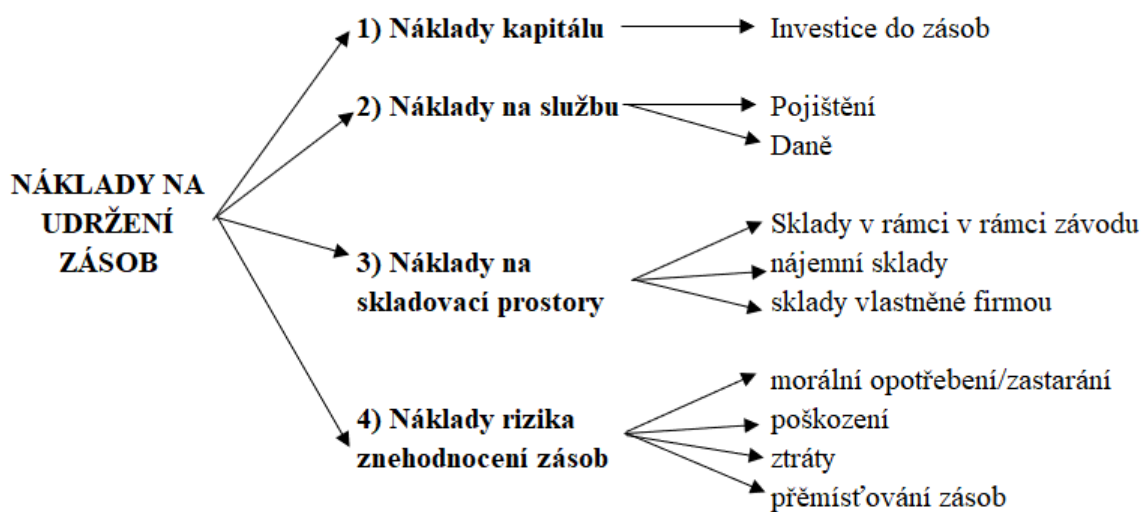 NÁKLADY NA
UDRŽENÍ
ZÁSOB
1) Náklady kapitálu
Investice do zásob
2) Náklady na službu
Pojištění
Daně
3) Náklady na
skladovací prostory
Sklady v rámci v rámci závodu
nájemní sklady
sklady vlastněné firmou
4) Náklady rizika
znehodnocení zásob
morální opotřebení/zastarání
poškození
ztráty
přěmísťování zásob